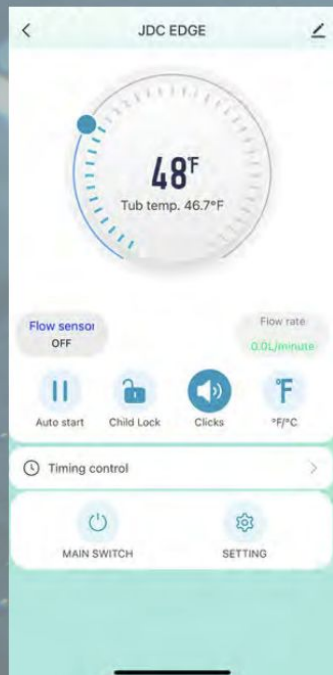 JDC EDGE
48°F
Tub temp. 46.7°F
Flow sensor
OFF
Flow rate
0.0L/minute
Auto start
Child Lock
Clicks
°F
°F/°C
Timing control
MAIN SWITCH
SETTING